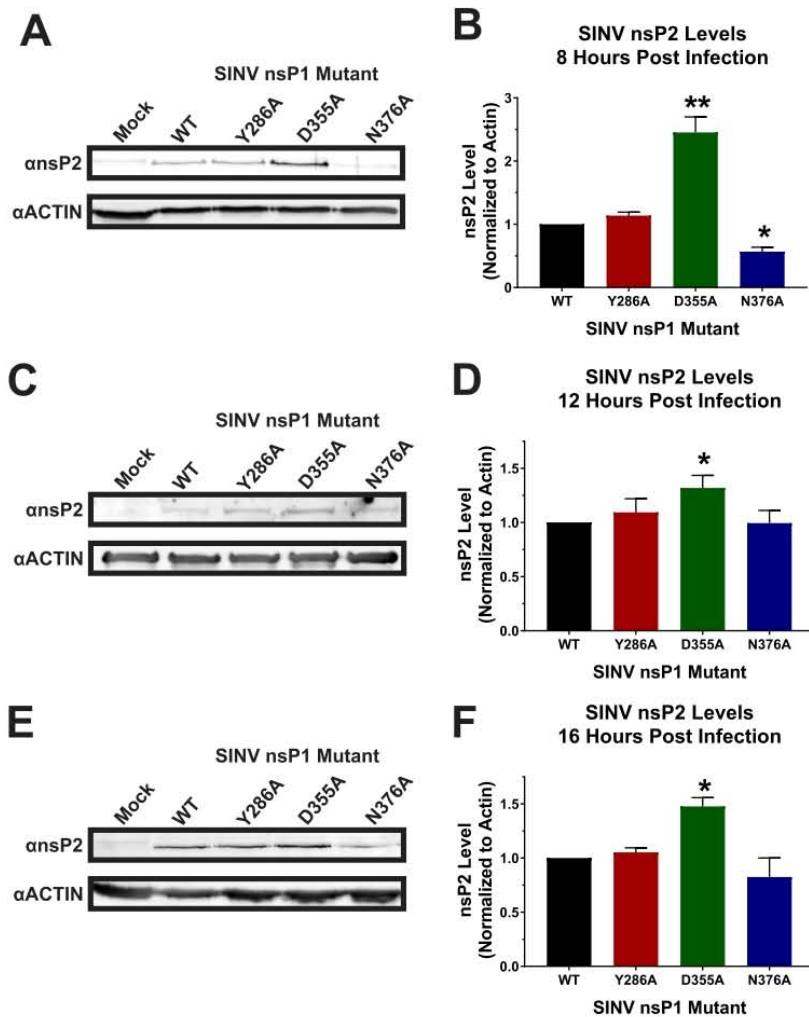 A
SINV nsP1 Mutant
Mock
WT
Y286A
D355A
N376A
αnsP2
αACTIN
B
SINV nsP2 Levels
8 Hours Post Infection
nsP2 Level
(Normalized to Actin)
3
2
1
0
**
*
WT
Y286A
D355A
N376A
SINV nsP1 Mutant
C
SINV nsP1 Mutant
Mock
WT
Y286A
D355A
N376A
αnsP2
αACTIN
D
SINV nsP2 Levels
12 Hours Post Infection
nsP2 Level
(Normalized to Actin)
1.5
1.0
0.5
0.0
*
WT
Y286A
D355A
N376A
SINV nsP1 Mutant
E
SINV nsP1 Mutant
Mock
WT
Y286A
D355A
N376A
αnsP2
αACTIN
F
SINV nsP2 Levels
16 Hours Post Infection
nsP2 Level
(Normalized to Actin)
1.5
1.0
0.5
0.0
*
WT
Y286A
D355A
N376A
SINV nsP1 Mutant